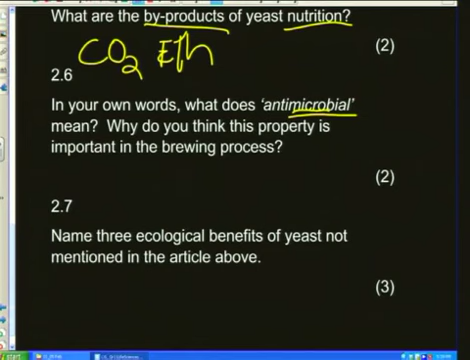 What are the by-products of yeast nutrition?
(2)
CO2 Eth
2.6
In your own words, what does 'antimicrobial'
mean? Why do you think this property is
important in the brewing process?
(2)
2.7
Name three ecological benefits of yeast not
mentioned in the article above.
(3)
start